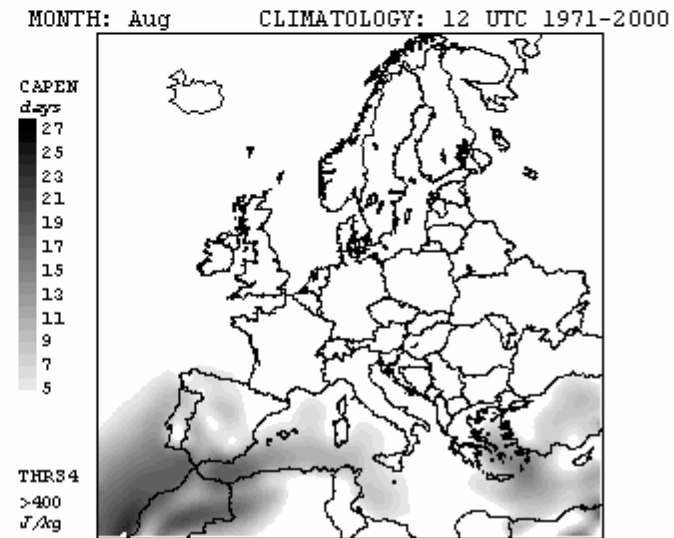 MONTH: Aug CLIMATOLOGY: 12 UTC 1971-2000
CAPEN
days
27
25
23
21
19
17
15
13
11
9
7
5
THRS4
>400
J/kg